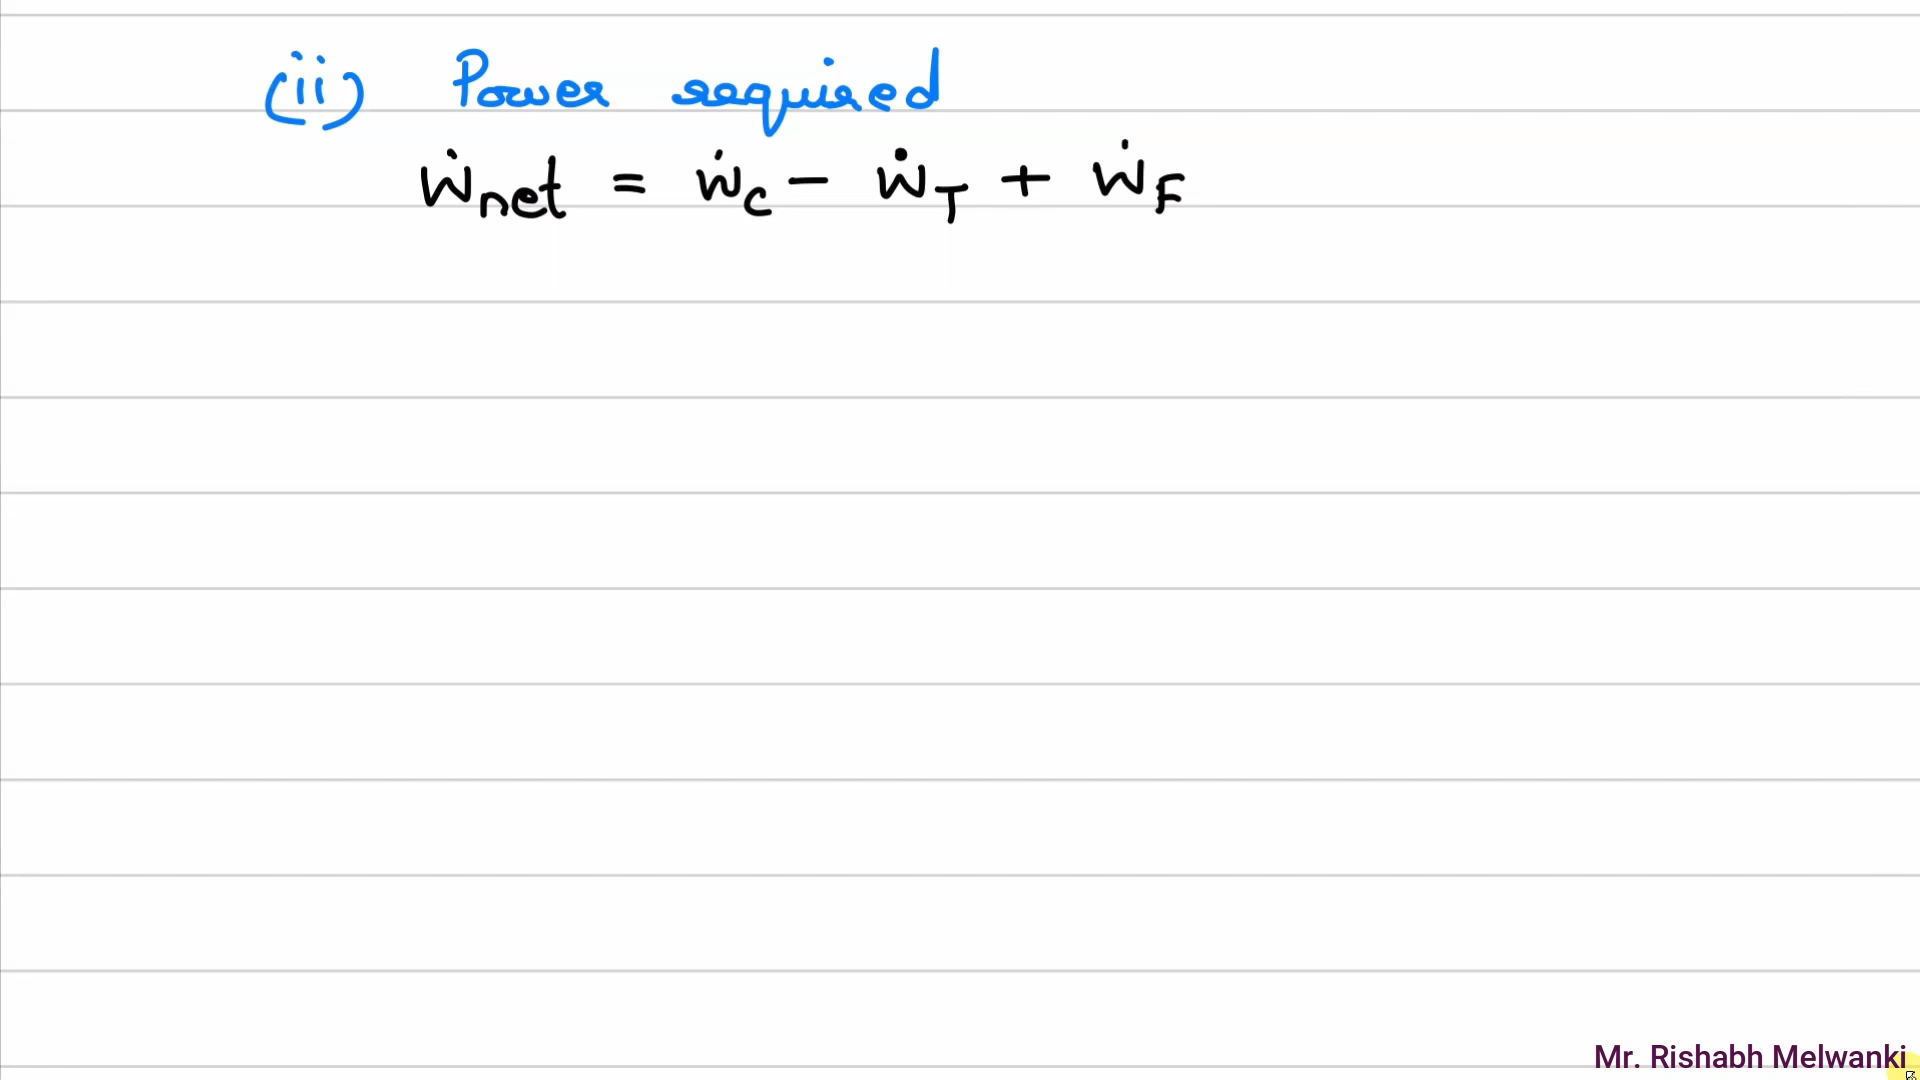 (ii) Power required
Ẇnet = ẇc - ẇT + ẇF
Mr. Rishabh Melwanki